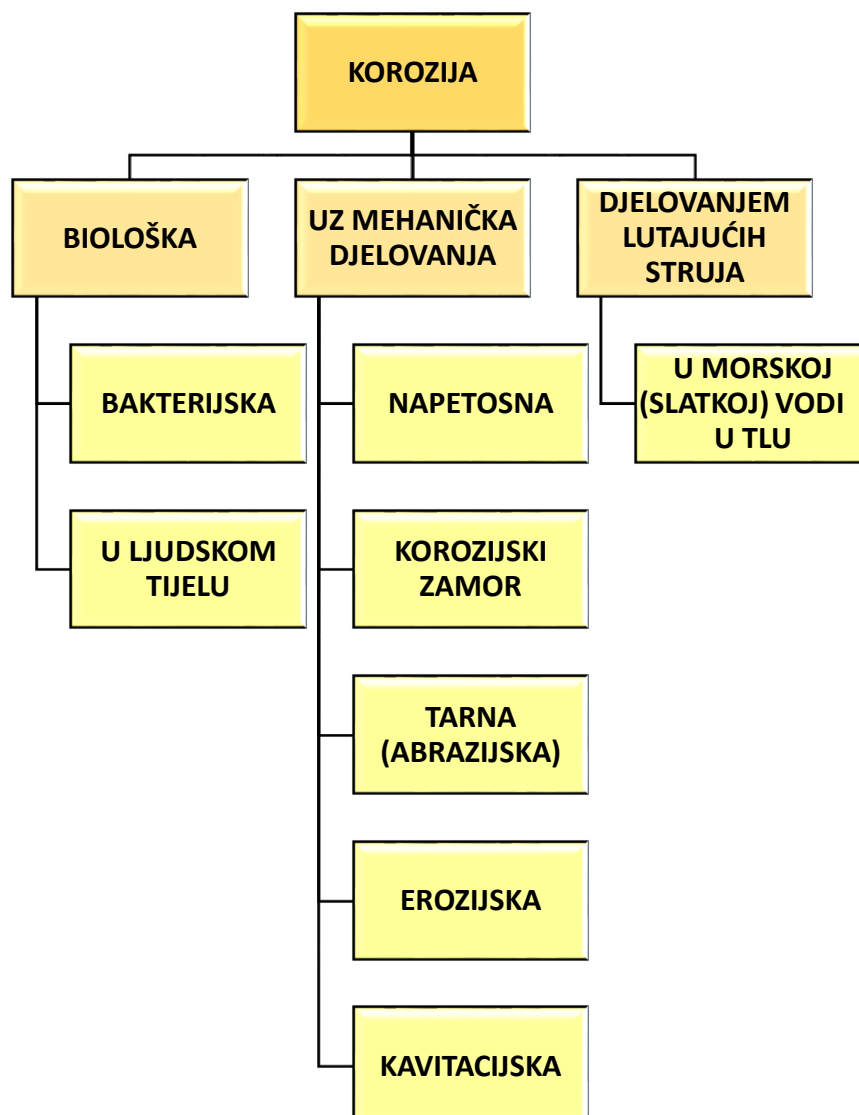 KOROZIJA
BIOLOŠKA
UZ MEHANIČKA
DJELOVANJA
DJELOVANJEM
LUTAJUĆIH
STRUJA
BAKTERIJSKA
U LJUDSKOM
TIJELU
NAPETOSNA
KOROZIJSKI
ZAMOR
TARNA
(ABRAZIJSKA)
EROZIJSKA
KAVITACIJSKA
U MORSKOJ
(SLATKOJ) VODI
U TLU